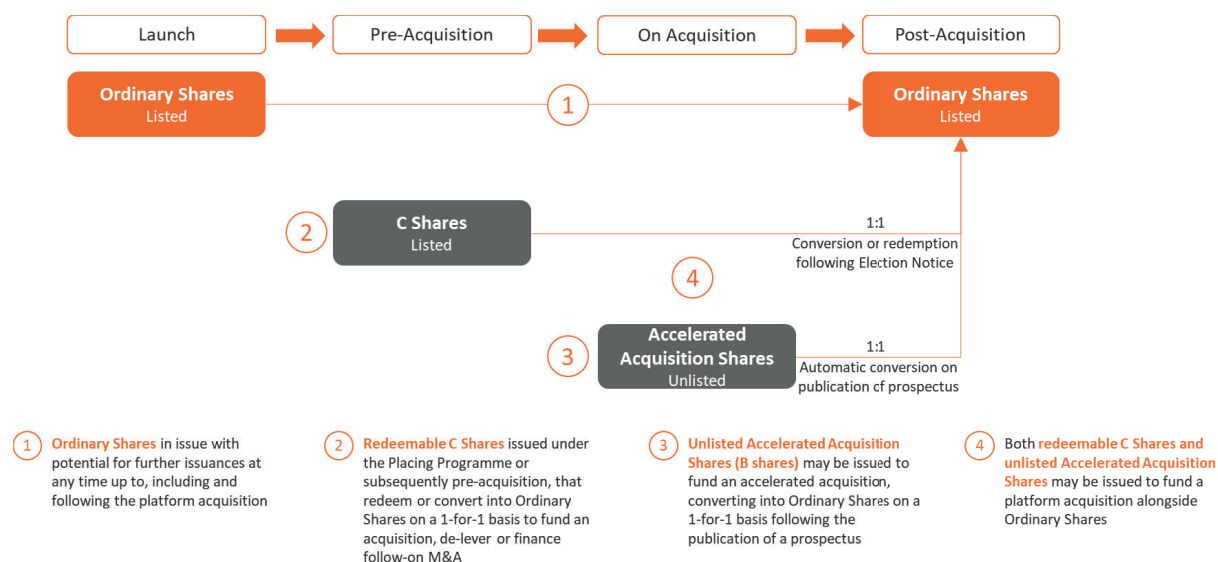 Launch
Pre-Acquisition
On Acquisition
Post-Acquisition
Ordinary Shares
Listed
1
Ordinary Shares
Listed
2
C Shares
Listed
1:1
Conversion or redemption
following Election Notice
4
3
Accelerated
Acquisition Shares
Unlisted
1:1
Automatic conversion on
publication of prospectus
1
Ordinary Shares in issue with
potential for further issuances at
any time up to, including and
following the platform acquisition
2
Redeemable C Shares issued under
the Placing Programme or
subsequently pre-acquisition, that
redeem or convert into Ordinary
Shares on a 1-for-1 basis to fund an
acquisition, de-lever or finance
follow-on M&A
3
Unlisted Accelerated Acquisition
Shares (B shares) may be issued to
fund an accelerated acquisition,
converting into Ordinary Shares on a
1-for-1 basis following the
publication of a prospectus
4
Both redeemable C Shares and
unlisted Accelerated Acquisition
Shares may be issued to fund a
platform acquisition alongside
Ordinary Shares